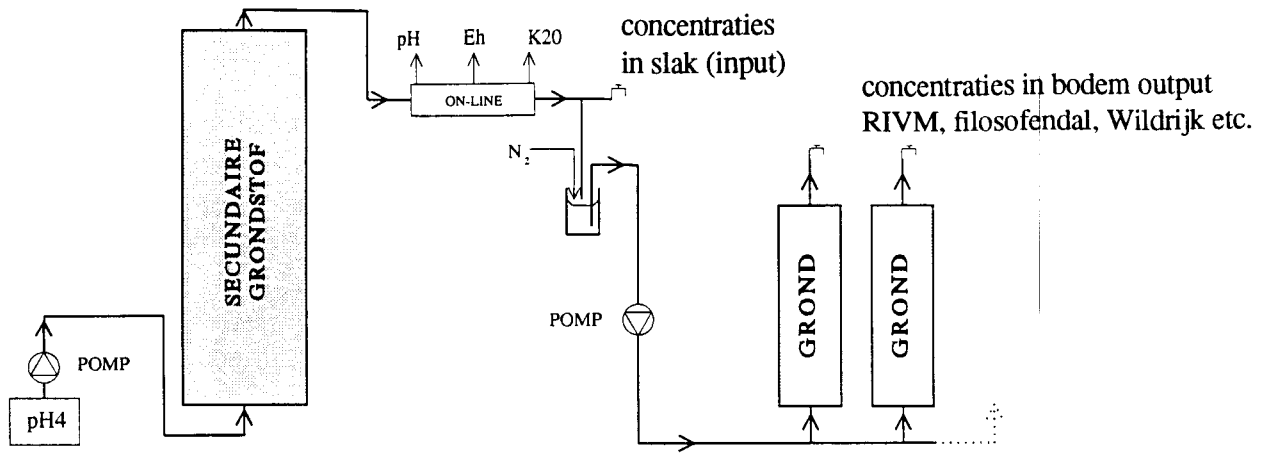 concentraties
in slak (input)
pH
Eh
K20
ON-LINE
concentraties in bodem output
RIVM, filosofendal, Wildrijk etc.
N₂
SECUNDAIRE
GRONDSTOF
POMP
GROND
GROND
POMP
pH4